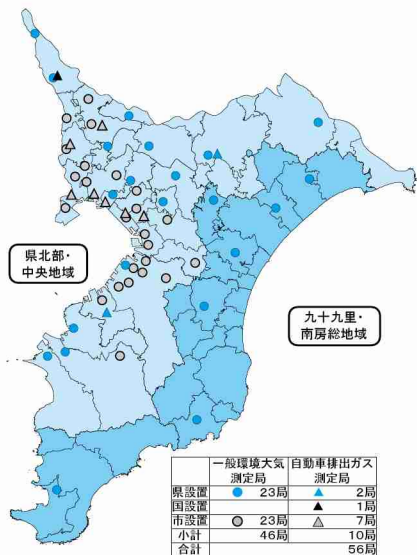 県北部・
中央地域
九十九里・
南房総地域
一般環境大気
測定局
自動車排出ガス
測定局
県設置 23局 2局
国設置 1局
市設置 23局 7局
小計 46局 10局
合計 56局